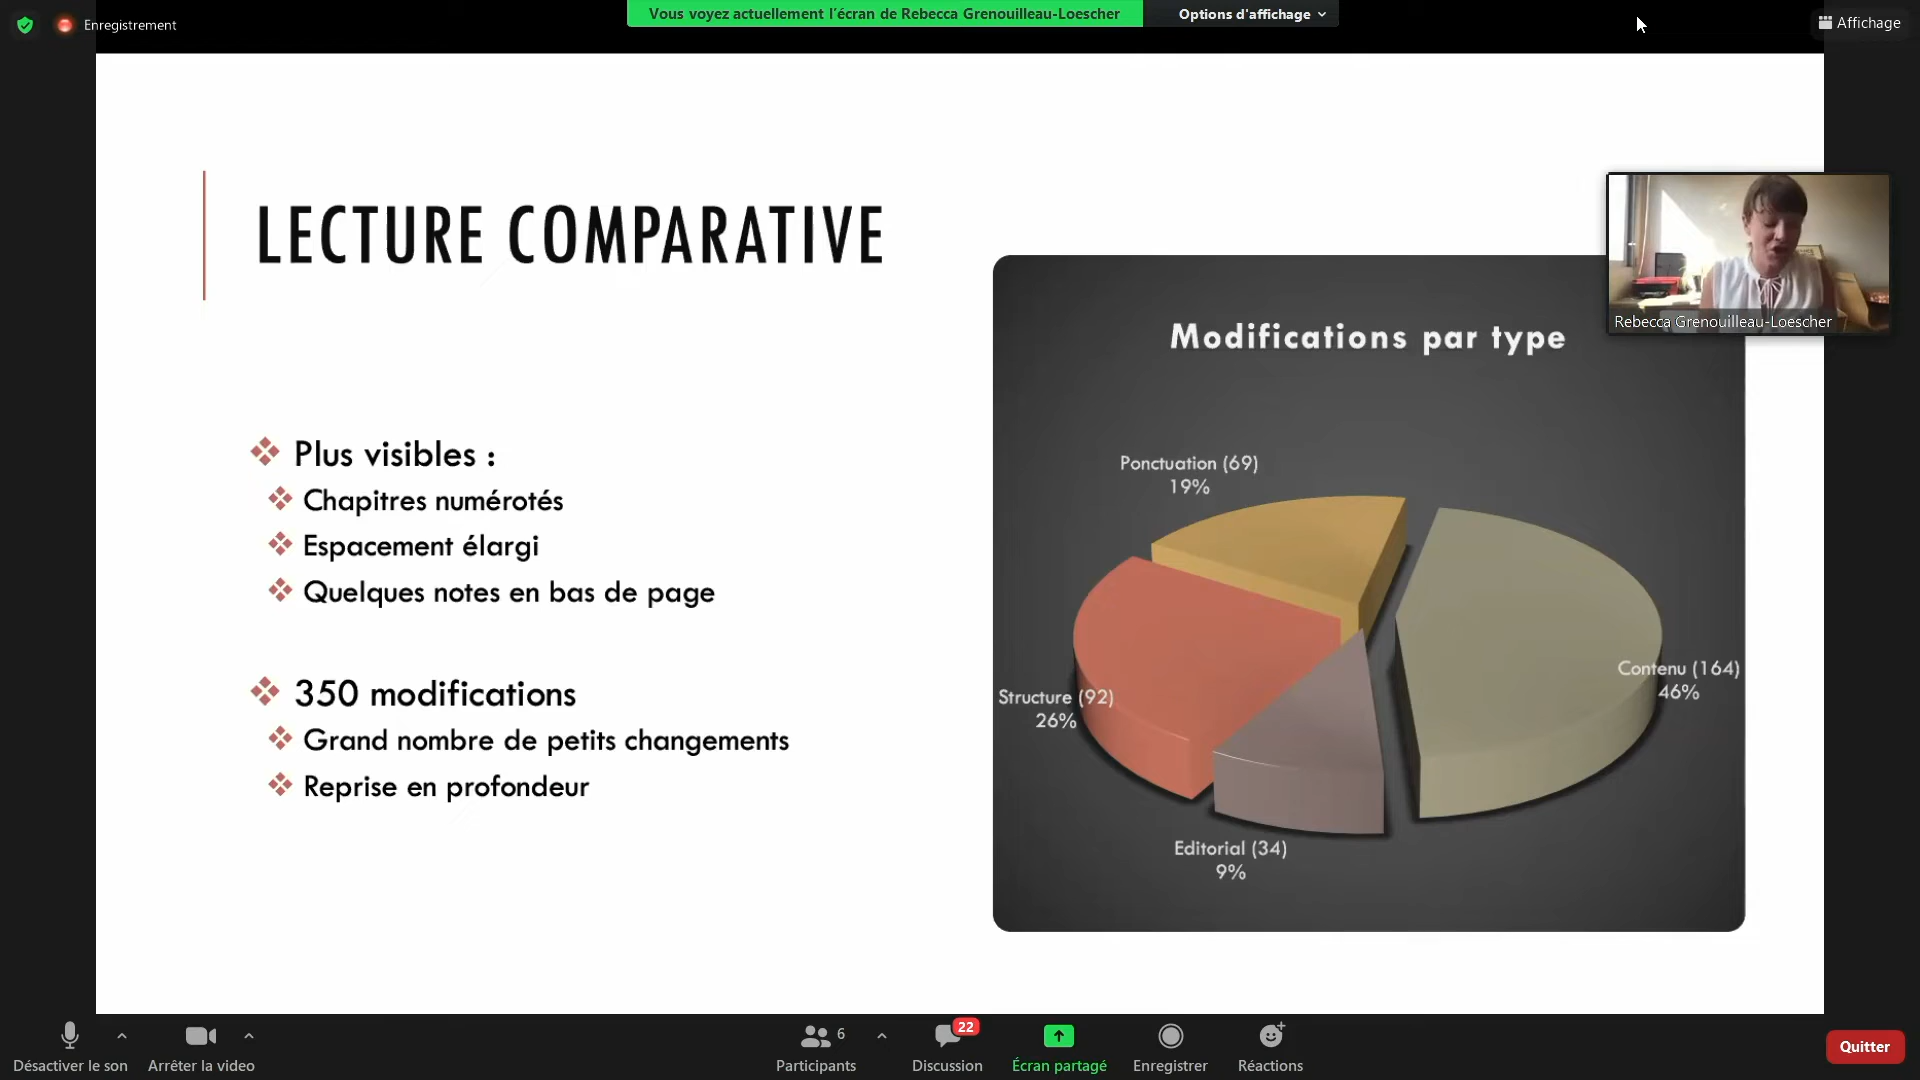 Enregistrement
Vous voyez actuellement l'écran de Rebecca Grenouilleau-Loescher
Options d'affichage
Affichage
LECTURE COMPARATIVE
Rebecca Grenouilleau-Loescher
Plus visibles :
Chapitres numérotés
Espacement élargi
Quelques notes en bas de page
350 modifications
Grand nombre de petits changements
Reprise en profondeur
Modifications par type
Ponctuation (69)
19%
Contenu (164)
46%
Structure (92)
26%
Editorial (34)
9%
Désactiver le son
Arrêter la video
6
Participants
22
Discussion
Écran partagé
Enregistrer
Réactions
Quitter